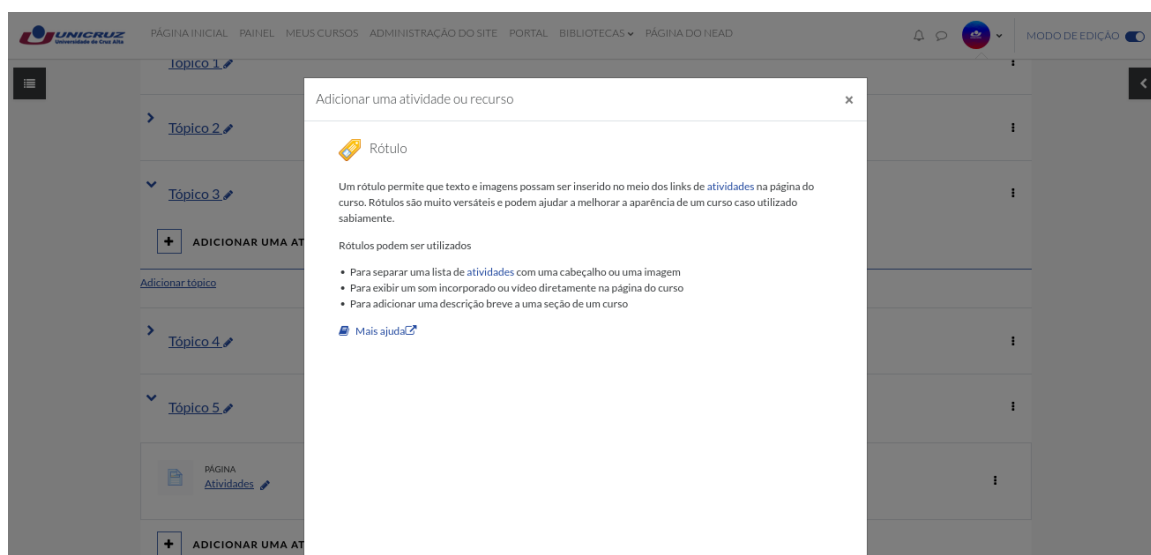 UNICRUZ
Universidade de Cruz Alta
PÁGINA INICIAL PAINEL MEUS CURSOS ADMINISTRAÇÃO DO SITE PORTAL BIBLIOTECAS PÁGINA DO NEAD
MODO DE EDIÇÃO
Tópico 1
Adicionar uma atividade ou recurso
×
Tópico 2
Rótulo
Um rótulo permite que texto e imagens possam ser inserido no meio dos links de atividades na página do
curso. Rótulos são muito versáteis e podem ajudar a melhorar a aparência de um curso caso utilizado
sabiamente.
Tópico 3
Rótulos podem ser utilizados
ADICIONAR UMA AT
• Para separar uma lista de atividades com uma cabeçalho ou uma imagem
• Para exibir um som incorporado ou vídeo diretamente na página do curso
• Para adicionar uma descrição breve a uma seção de um curso
Adicionar tópico
Mais ajuda
Tópico 4
Tópico 5
PÁGINA
Atividades
ADICIONAR UMA AT